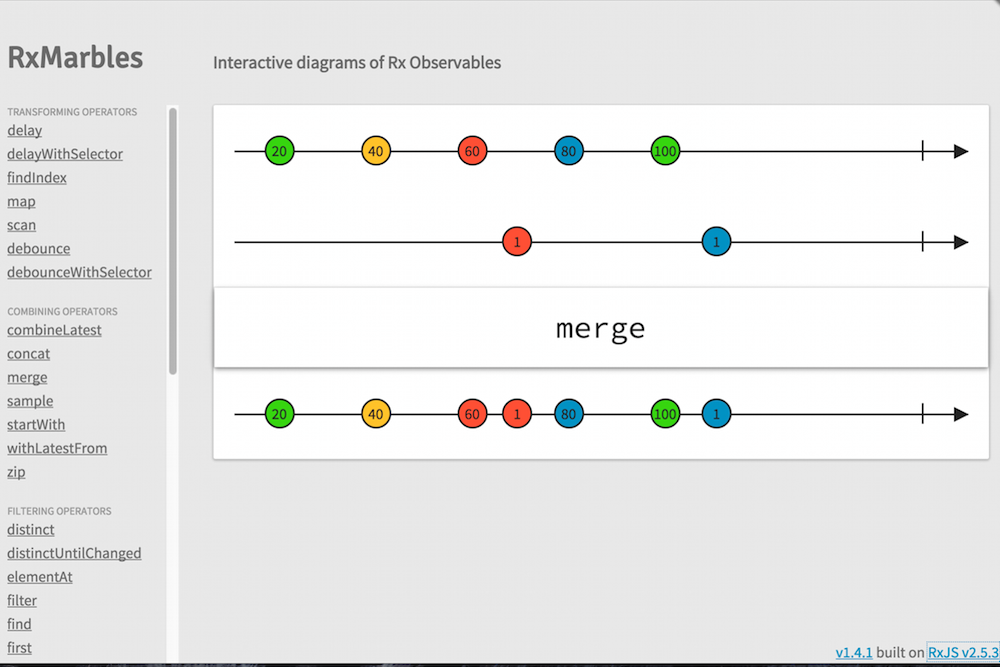 RxMarbles
Interactive diagrams of Rx Observables
TRANSFORMING OPERATORS
delay
delayWithSelector
findIndex
map
scan
debounce
debounceWithSelector
COMBINING OPERATORS
combineLatest
concat
merge
sample
startWith
withLatestFrom
zip
FILTERING OPERATORS
distinct
distinctUntilChanged
elementAt
filter
find
first
20 40 60 80 100
1 1
merge
20 40 60 1 80 100 1
v1.4.1 built on RxJS v2.5.3